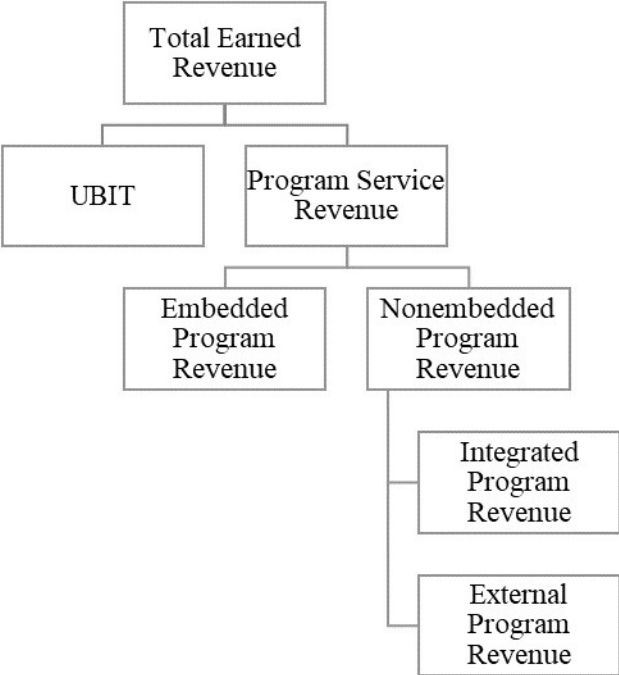 Total Earned
Revenue
UBIT
Program Service
Revenue
Embedded
Program
Revenue
Nonembedded
Program
Revenue
Integrated
Program
Revenue
External
Program
Revenue